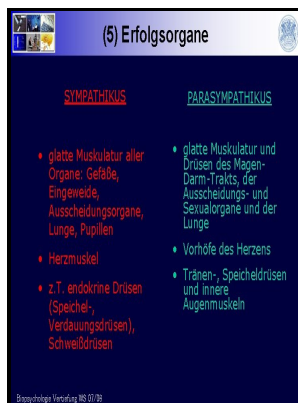 (5) Erfolgsorgane
SYMPATHIKUS
• glatte Muskulatur aller
Organe: Gefäße,
Eingeweide,
Ausscheidungsorgane,
Lunge, Pupillen
• Herzmuskel
• z.T. endokrine Drüsen
(Speichel-,
Verdauungsdrüsen),
Schweißdrüsen
PARASYMPATHIKUS
• glatte Muskulatur und
Drüsen des Magen-
Darm-Trakts, der
Ausscheidungs- und
Sexualorgane und der
Lunge
• Vorhöfe des Herzens
• Tränen-, Speicheldrüsen
und innere
Augenmuskeln
Biopsychologie Vertiefung WS 07/08